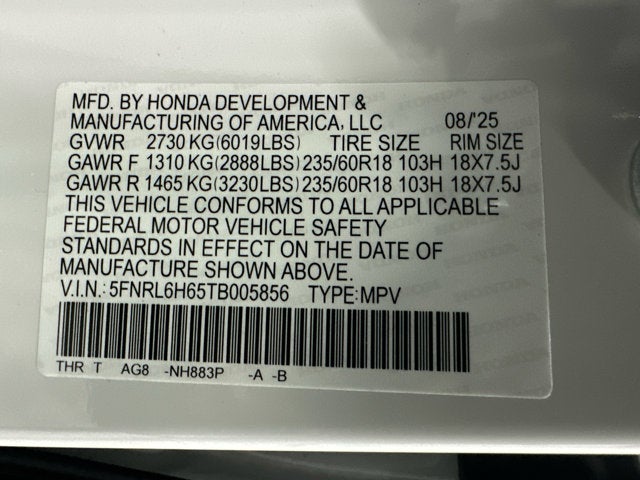 MFD. BY HONDA DEVELOPMENT &
MANUFACTURING OF AMERICA, LLC 08/'25
GVWR 2730 KG(6019LBS) TIRE SIZE RIM SIZE
GAWR F 1310 KG(2888LBS) 235/60R18 103H 18X7.5J
GAWR R 1465 KG(3230LBS) 235/60R18 103H 18X7.5J
THIS VEHICLE CONFORMS TO ALL APPLICABLE
FEDERAL MOTOR VEHICLE SAFETY
STANDARDS IN EFFECT ON THE DATE OF
MANUFACTURE SHOWN ABOVE.
V.I.N.: 5FNRL6H65TB005856 TYPE: MPV
THR T AG8 -NH883P -A -B